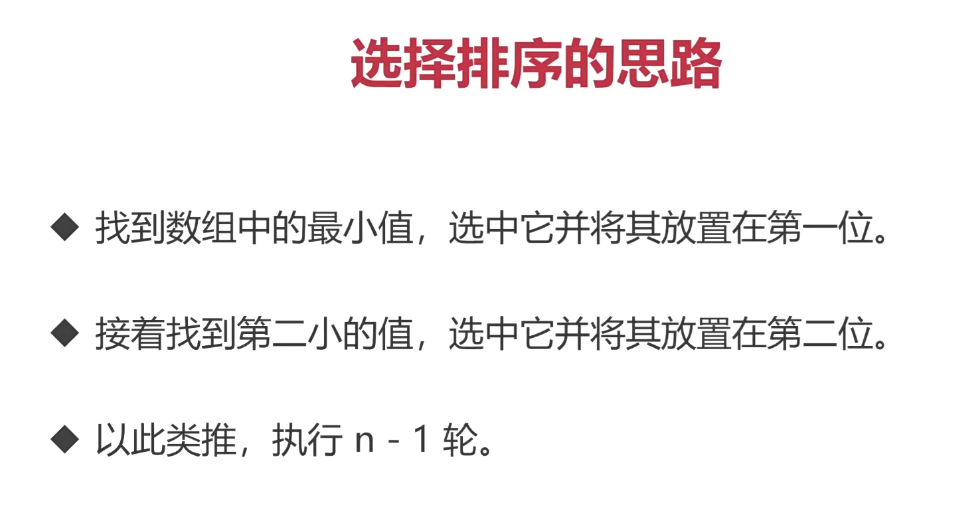 选择排序的思路
◆ 找到数组中的最小值，选中它并将其放置在第一位。
◆ 接着找到第二小的值，选中它并将其放置在第二位。
◆ 以此类推，执行 n - 1 轮。